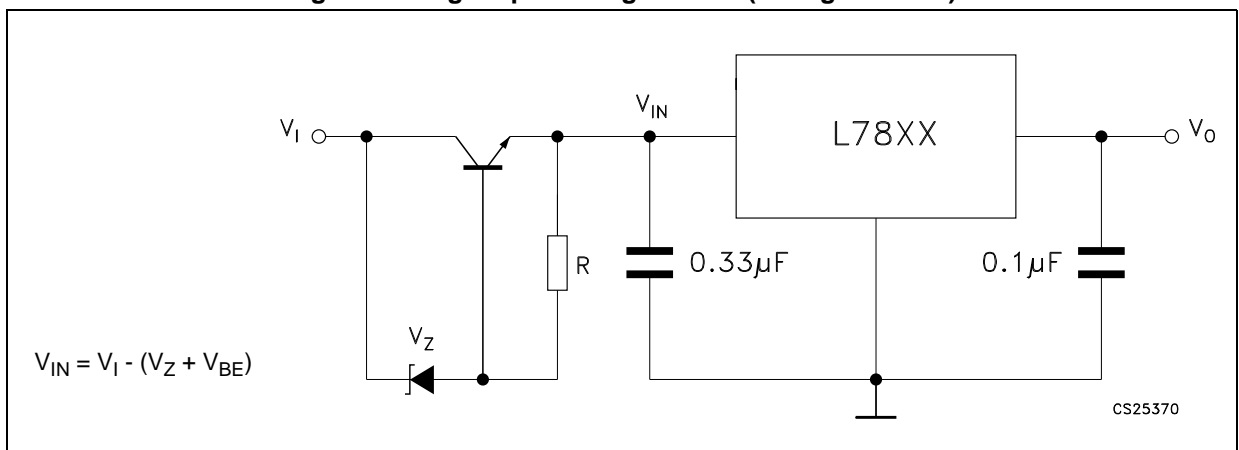 V_IN
V_I
L78XX
V_O
R
0.33µF
0.1µF
V_Z
V_IN = V_I - (V_Z + V_BE)
CS25370